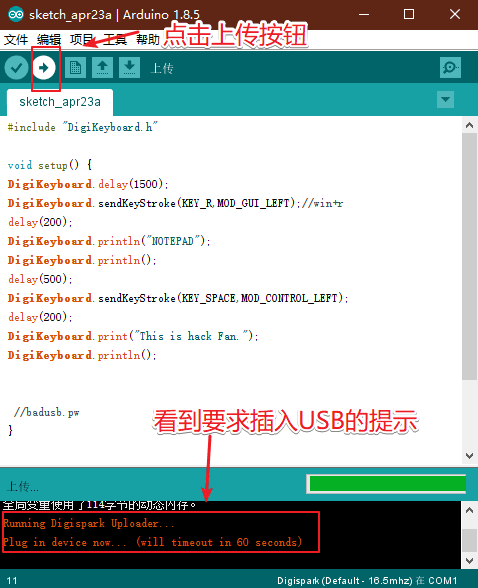 sketch_apr23a | Arduino 1.8.5
文件 编辑 项目 工具 帮助
点击上传按钮
上传
sketch_apr23a
#include "DigiKeyboard.h"
void setup() {
DigiKeyboard.delay(1500);
DigiKeyboard.sendKeyStroke(KEY_R,MOD_GUI_LEFT);//win+r
delay(200);
DigiKeyboard.println("NOTEPAD");
DigiKeyboard.println();
delay(500);
DigiKeyboard.sendKeyStroke(KEY_SPACE,MOD_CONTROL_LEFT);
delay(200);
DigiKeyboard.print("This is hack Fan.");
DigiKeyboard.println();
//badusb.pw
}
看到要求插入USB的提示
上传...
全局变量使用了114字节的动态内存。
Running Digispark Uploader...
Plug in device now... (will timeout in 60 seconds)
11
Digispark (Default - 16.5mhz) 在 COM1